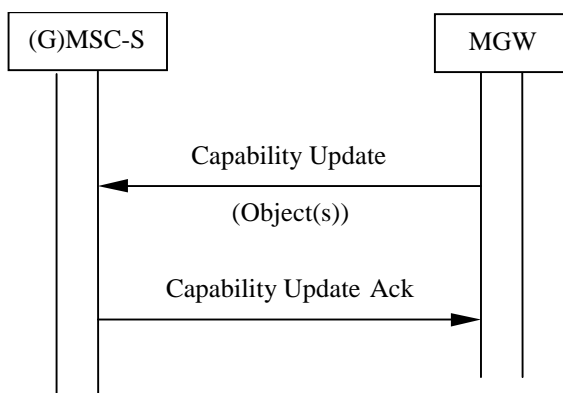 (G)MSC-S
MGW
Capability Update
(Object(s))
Capability Update Ack